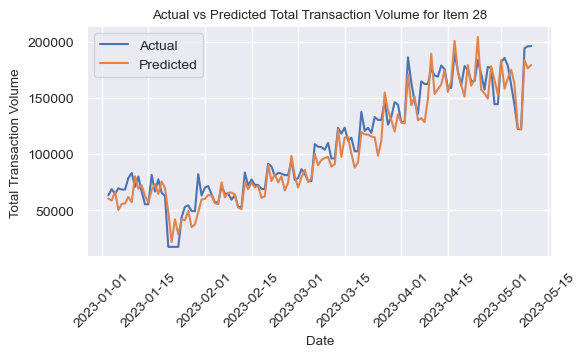 Actual vs Predicted Total Transaction Volume for Item 28
Actual
Predicted
Total Transaction Volume
200000
150000
100000
50000
2023-01-01
2023-01-15
2023-02-01
2023-02-15
2023-03-01
2023-03-15
2023-04-01
2023-04-15
2023-05-01
2023-05-15
Date